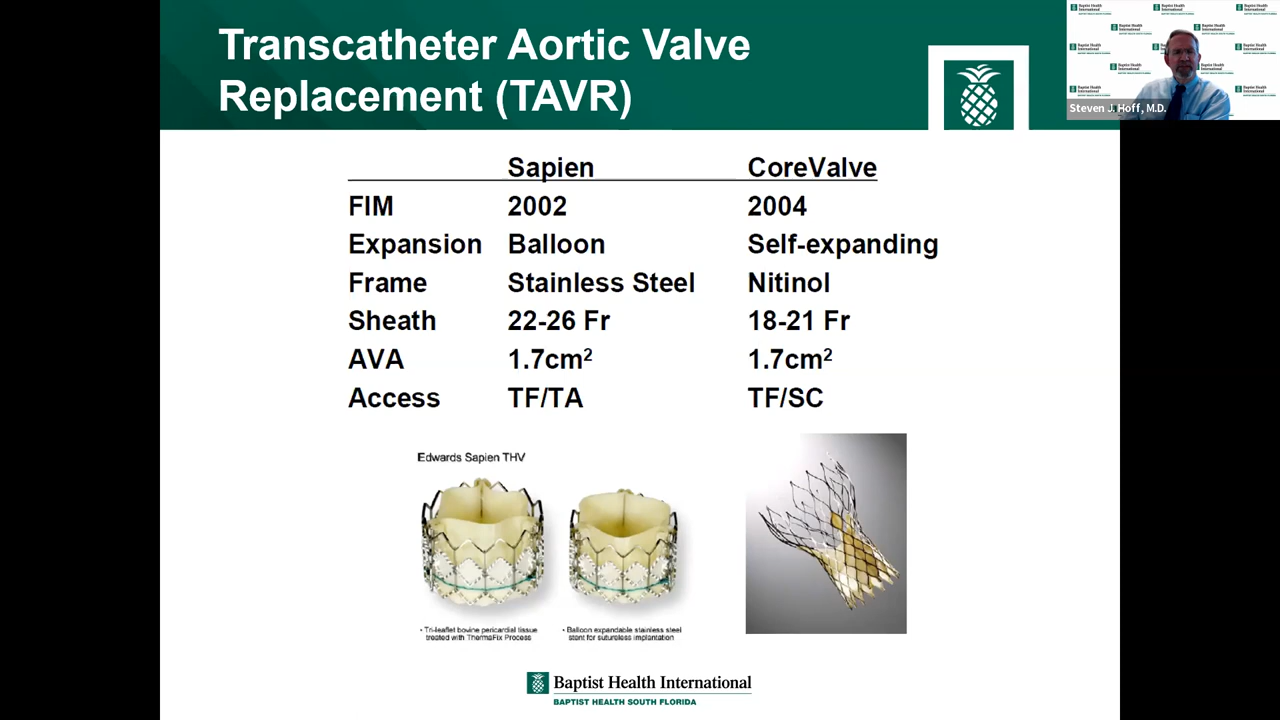 Transcatheter Aortic Valve
Replacement (TAVR)
Steven J. Hoff, M.D.
Sapien CoreValve
FIM 2002 2004
Expansion Balloon Self-expanding
Frame Stainless Steel Nitinol
Sheath 22-26 Fr 18-21 Fr
AVA 1.7cm² 1.7cm²
Access TF/TA TF/SC
Edwards Sapien THV
• Tri-leaflet bovine pericardial tissue
treated with ThermaFix Process
• Balloon expandable stainless steel
stent for sutureless implantation
Baptist Health International
BAPTIST HEALTH SOUTH FLORIDA